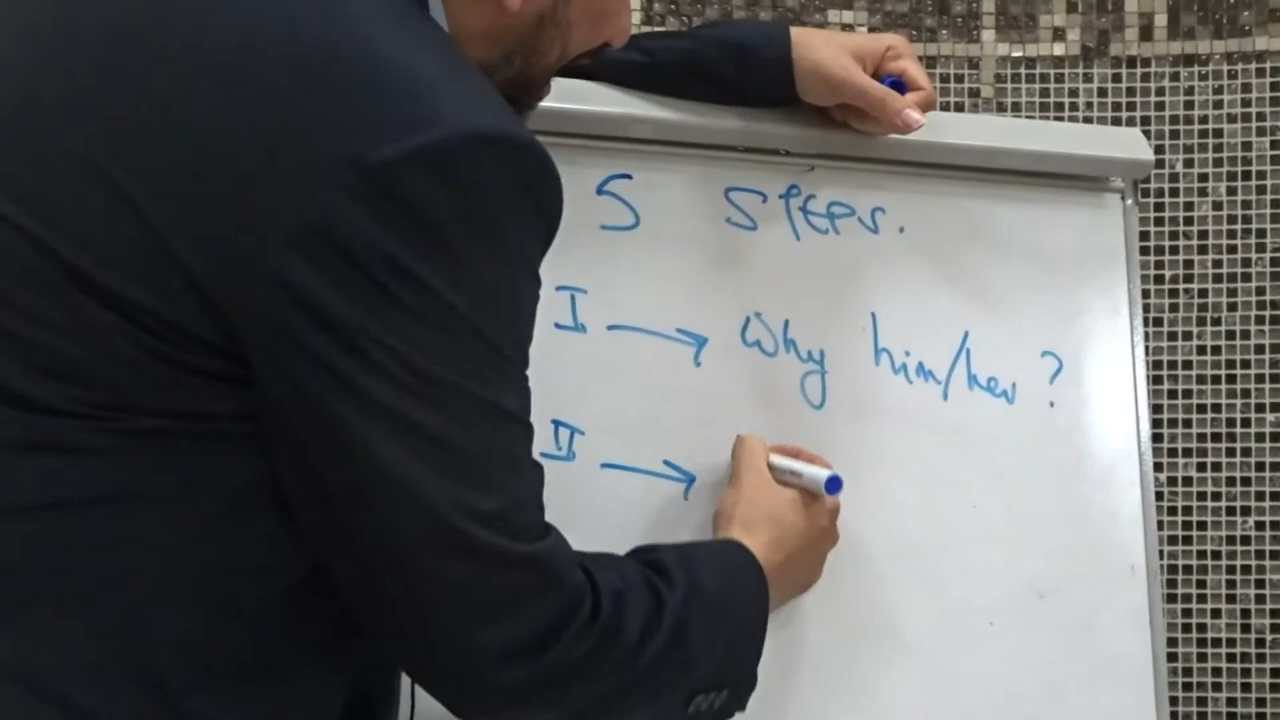 5 STEPS.
I → Why him/her?
II →